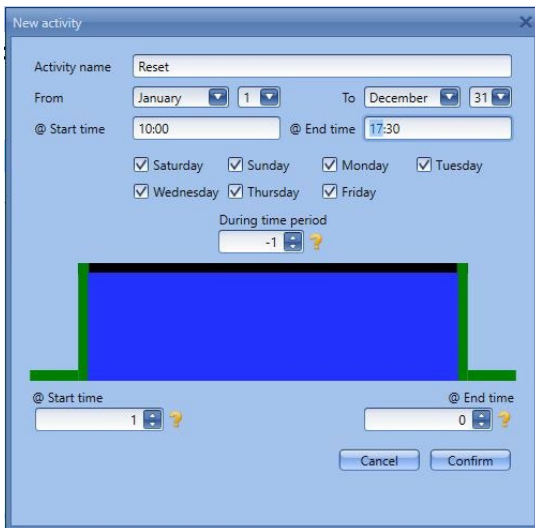 New activity
Activity name Reset
From January 1 To December 31
@ Start time 10:00 @ End time 17:30
Saturday Sunday Monday Tuesday
Wednesday Thursday Friday
During time period
-1 ?
@ Start time @ End time
1 ? 0 ?
Cancel Confirm